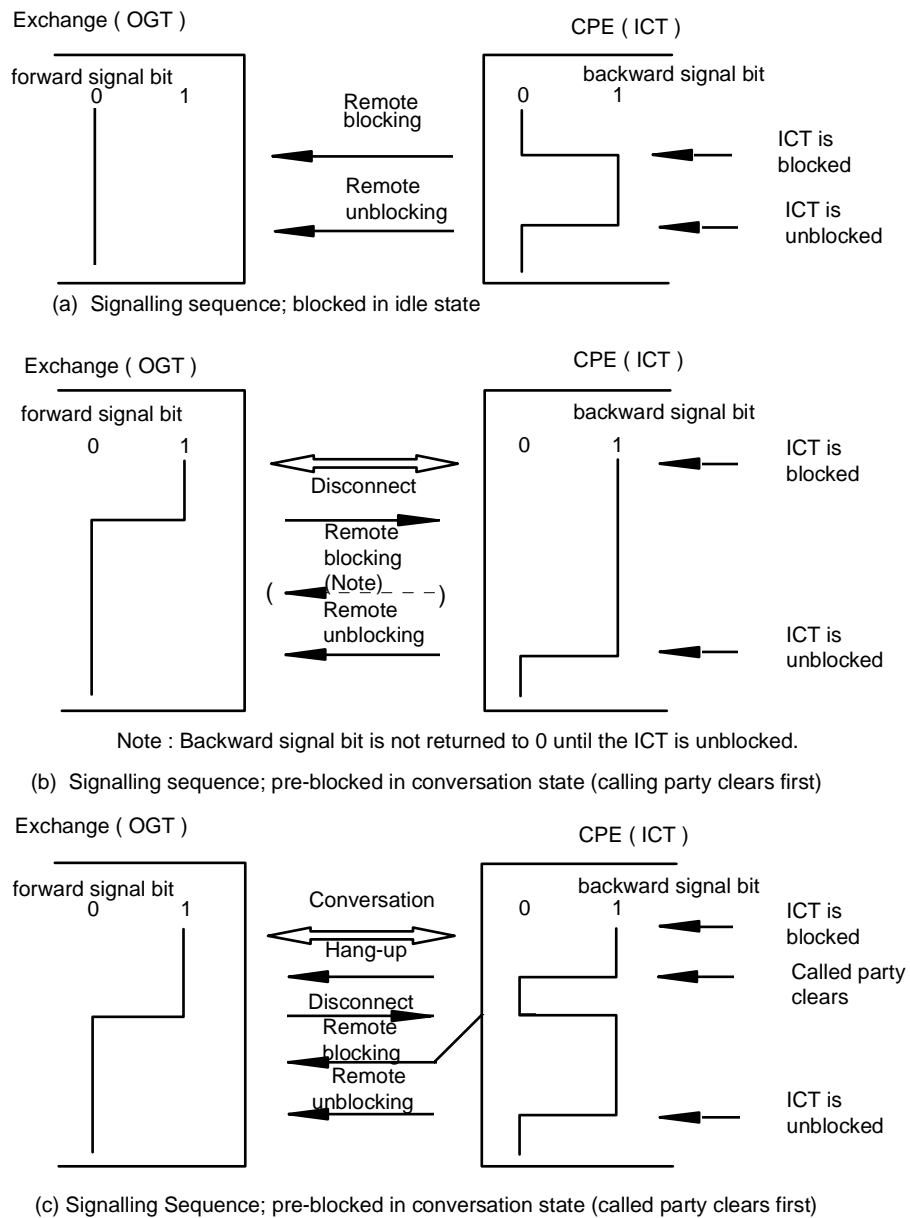 Exchange ( OGT )
CPE ( ICT )
forward signal bit
0 1
backward signal bit
0 1
Remote
blocking
Remote
unblocking
ICT is
blocked
ICT is
unblocked
(a) Signalling sequence; blocked in idle state
Exchange ( OGT )
CPE ( ICT )
forward signal bit
0 1
backward signal bit
0 1
Disconnect
Remote
blocking
(Note)
( )
Remote
unblocking
ICT is
blocked
ICT is
unblocked
Note : Backward signal bit is not returned to 0 until the ICT is unblocked.
(b) Signalling sequence; pre-blocked in conversation state (calling party clears first)
Exchange ( OGT )
CPE ( ICT )
forward signal bit
0 1
backward signal bit
0 1
Conversation
Hang-up
Disconnect
Remote
blocking
Remote
unblocking
ICT is
blocked
Called party
clears
ICT is
unblocked
(c) Signalling Sequence; pre-blocked in conversation state (called party clears first)